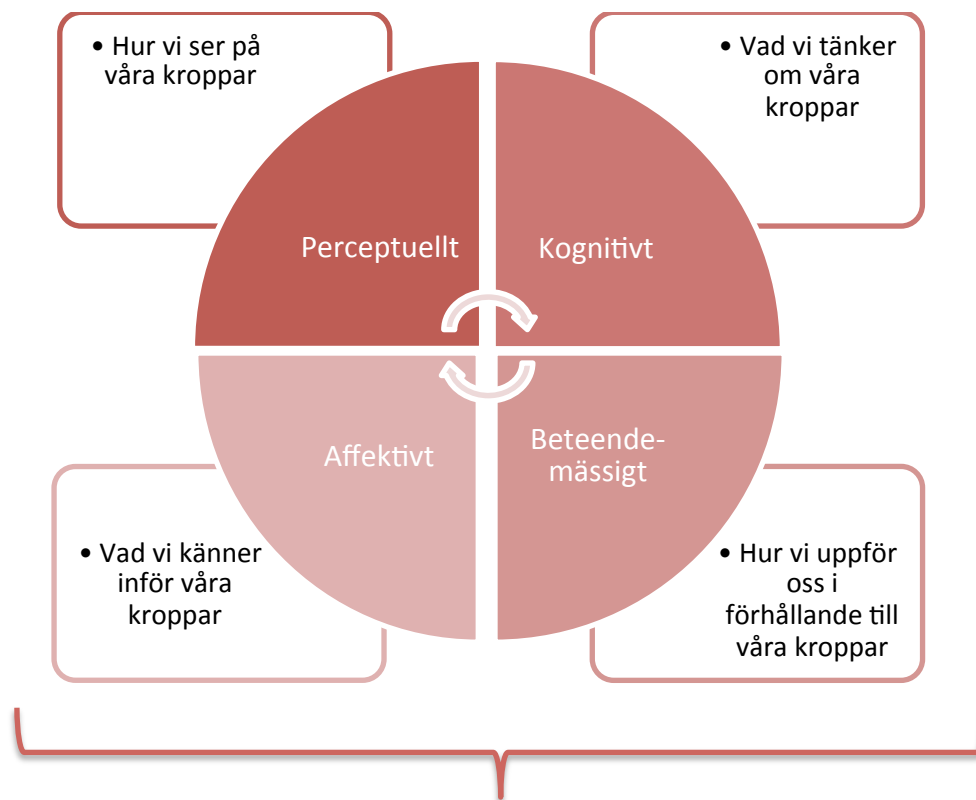 • Hur vi ser på
våra kroppar
• Vad vi tänker
om våra
kroppar
Perceptuellt
Kognitivt
Affektivt
Beteende-
mässigt
• Vad vi känner
inför våra
kroppar
• Hur vi uppför
oss i
förhållande till
våra kroppar